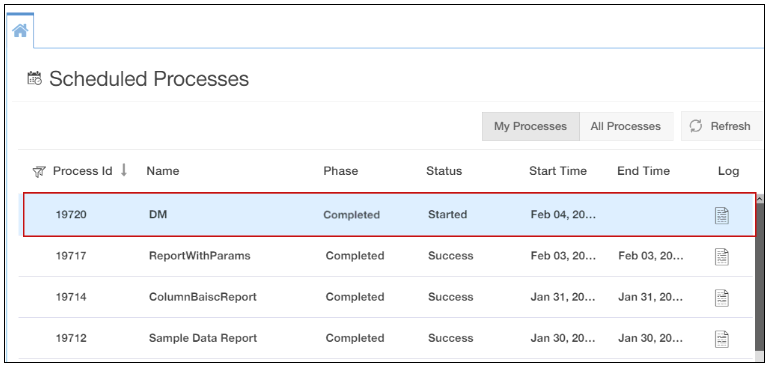 Scheduled Processes
My Processes All Processes Refresh
Process Id Name Phase Status Start Time End Time Log
19720 DM Completed Started Feb 04, 20...
19717 ReportWithParams Completed Success Feb 03, 20... Feb 03, 20...
19714 ColumnBaiscReport Completed Success Jan 31, 20... Jan 31, 20...
19712 Sample Data Report Completed Success Jan 30, 20... Jan 30, 20...